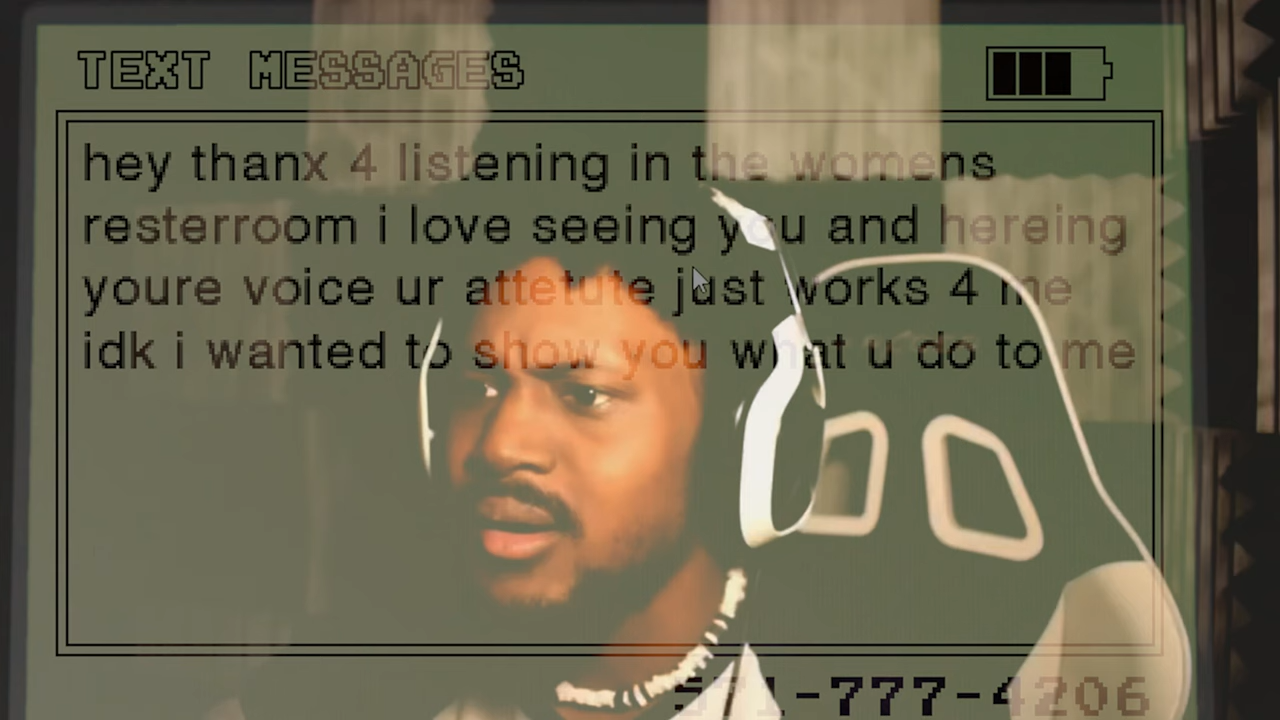 TEXT MESSAGES
hey thanx 4 listening in the womens
resterroom i love seeing you and hereing
youre voice ur attetute just works 4 me
idk i wanted to show you what u do to me
571-777-4206